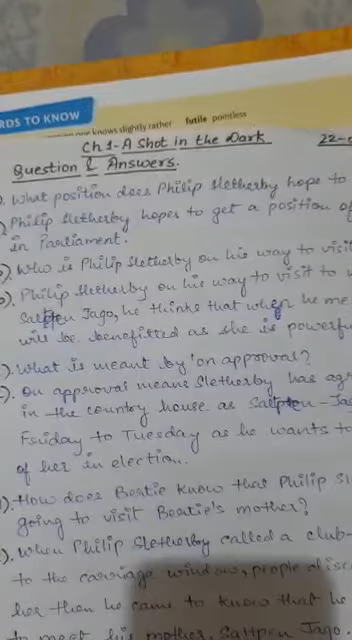 RDS TO KNOW
one knows slightly rather futile pointless
Ch 1- A Shot in the Dark
22-
Question & Answers.
What position does Philip Sletherby hope to
Philip Sletherby hopes to get a position of
in Parliament.
Who is Philip Sletherby on his way to visit
Philip Sletherby on his way to visit to
Saltpen Jago, he thinks that when he me
will be benefitted as she is powerful
What is meant by 'on approval?
On approval means Sletherby has ag
in the country house as Saltpen-Ja
Friday to Tuesday as he wants to
of her in election.
How does Bertie know that Philip Sl
going to visit Beatie's mother?
When Philip Sletherby called a club-
to the carriage window, people disc
her then he came to know that he
to meet his mother, Saltpen Jago